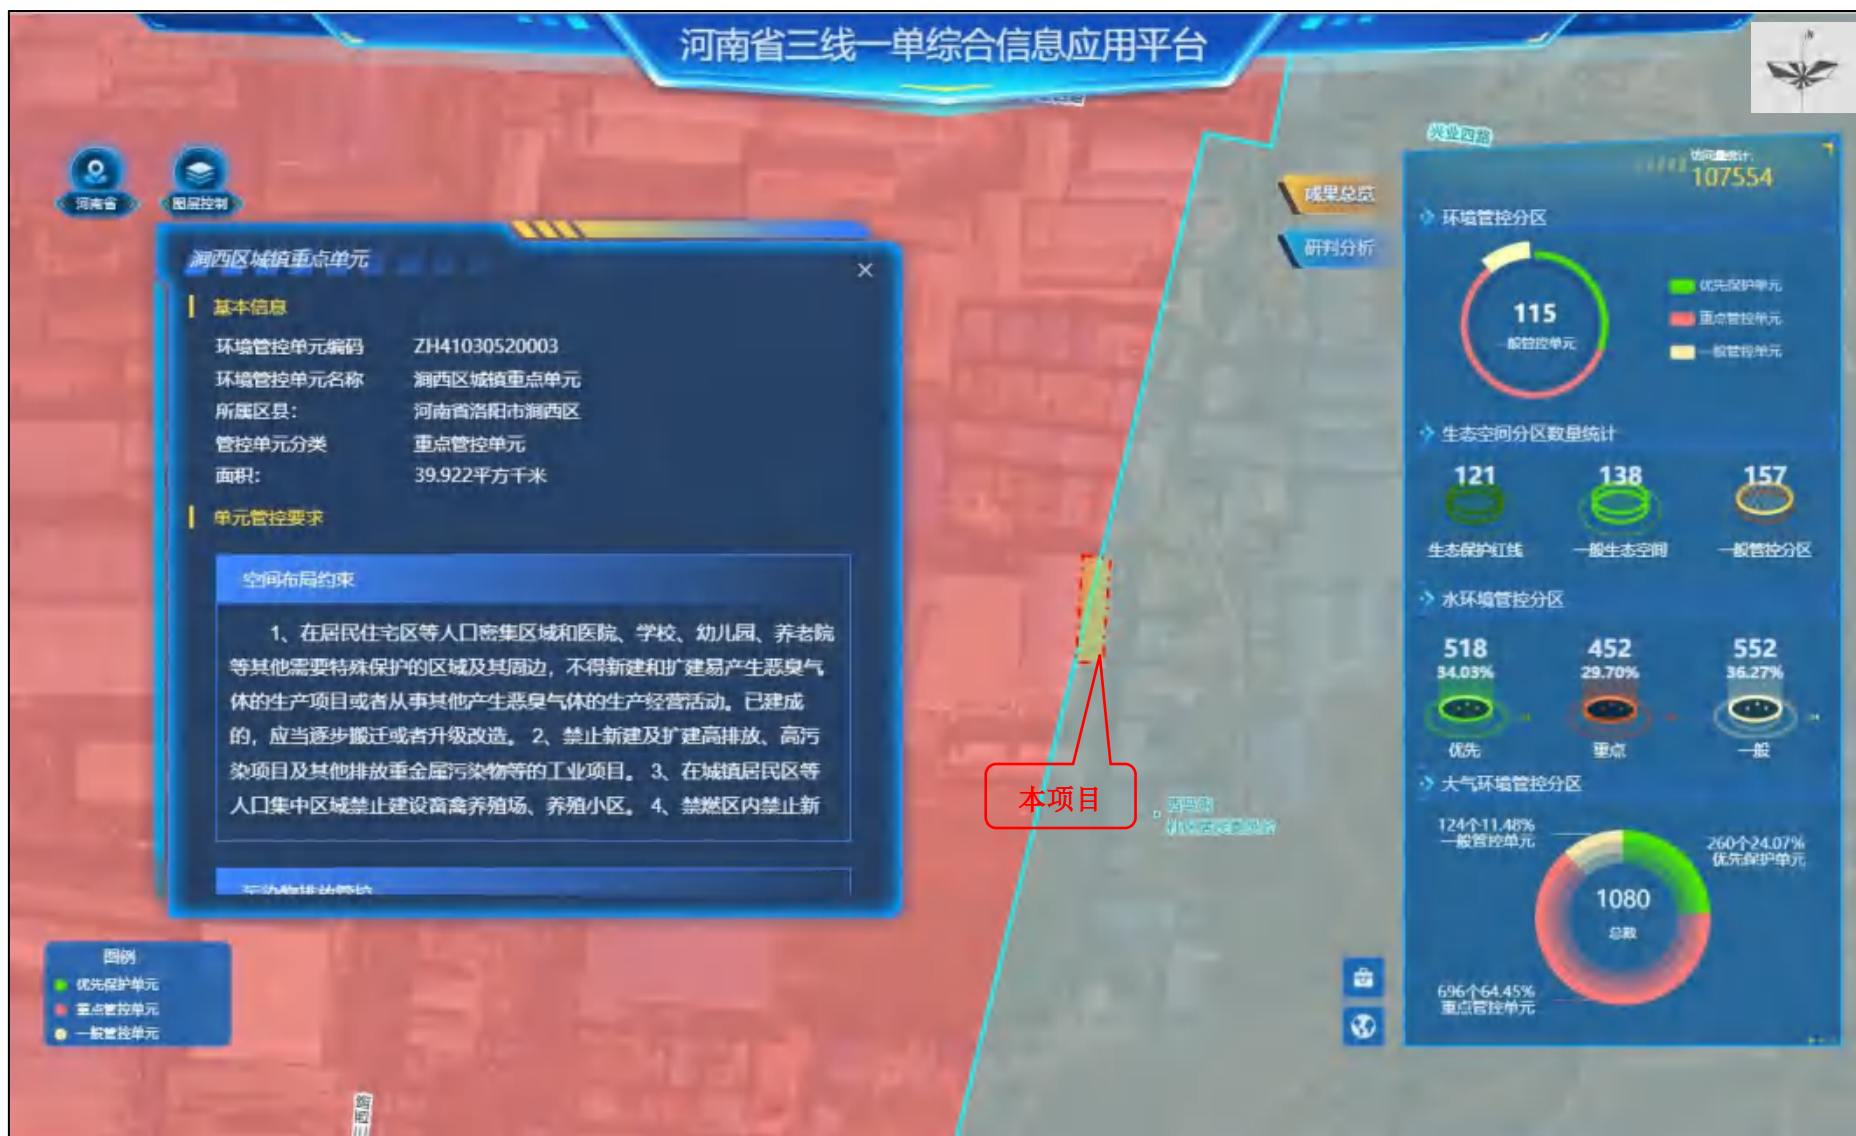 河南省三线一单综合信息应用平台
N
兴业四路
河南省
图层控制
成果总览
研判分析
涧西区城镇重点单元
×
基本信息
环境管控单元编码 ZH41030520003
环境管控单元名称 涧西区城镇重点单元
所属区县: 河南省洛阳市涧西区
管控单元分类 重点管控单元
面积: 39.922平方千米
单元管控要求
空间布局约束
1、在居民住宅区等人口密集区域和医院、学校、幼儿园、养老院
等其他需要特殊保护的区域及其周边，不得新建和扩建易产生恶臭气
体的生产项目或者从事其他产生恶臭气体的生产经营活动。已建成
的，应当逐步搬迁或者升级改造。 2、禁止新建及扩建高排放、高污
染项目及其他排放重金属污染物等的工业项目。 3、在城镇居民区等
人口集中区域禁止建设畜禽养殖场、养殖小区。 4、禁燃区内禁止新
污染物排放管控
图例
优先保护单元
重点管控单元
一般管控单元
三西路
本项目
访问量统计:
107554
环境管控分区
115
一般管控单元
优先保护单元
重点管控单元
一般管控单元
生态空间分区数量统计
121 138 157
生态保护红线 一般生态空间 一般管控分区
水环境管控分区
518 452 552
34.03% 29.70% 36.27%
优先 重点 一般
大气环境管控分区
124个11.48%
一般管控单元
260个24.07%
优先保护单元
1080
总数
696个64.45%
重点管控单元